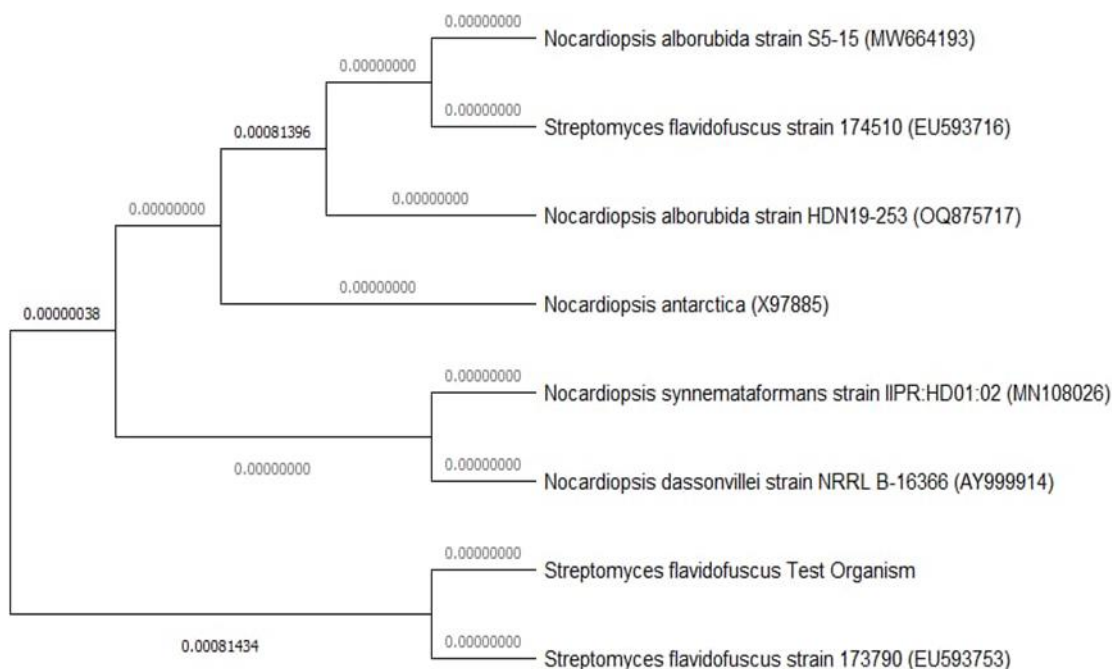 0.00000000
Nocardiopsis alborubida strain S5-15 (MW664193)
0.00000000
0.00000000
Streptomyces flavidofuscus strain 174510 (EU593716)
0.00081396
0.00000000
Nocardiopsis alborubida strain HDN19-253 (OQ875717)
0.00000000
0.00000000
Nocardiopsis antarctica (X97885)
0.00000038
0.00000000
Nocardiopsis synnemataformans strain IIPR:HD01:02 (MN108026)
0.00000000
0.00000000
Nocardiopsis dassonvillei strain NRRL B-16366 (AY999914)
0.00000000
Streptomyces flavidofuscus Test Organism
0.00081434
0.00000000
Streptomyces flavidofuscus strain 173790 (EU593753)